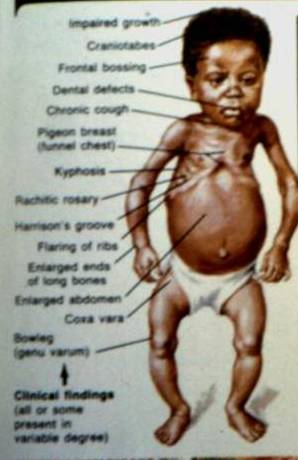 Impaired growth
Craniotabes
Frontal bossing
Dental defects
Chronic cough
Pigeon breast
(funnel chest)
Kyphosis
Rachitic rosary
Harrison's groove
Flaring of ribs
Enlarged ends
of long bones
Enlarged abdomen
Coxa vara
Bowleg
(genu varum)
Clinical findings
(all or some
present in
variable degree)